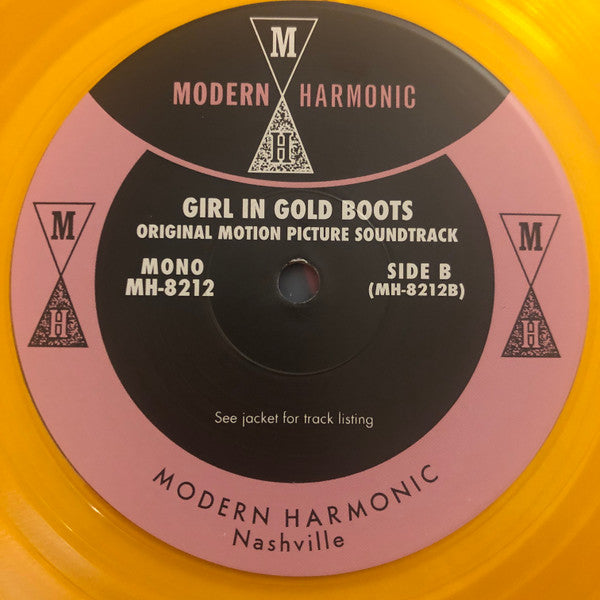 M
MODERN HARMONIC
H
GIRL IN GOLD BOOTS
ORIGINAL MOTION PICTURE SOUNDTRACK
MONO
MH-8212
SIDE B
(MH-8212B)
M
H
M
H
See jacket for track listing
MODERN HARMONIC
Nashville